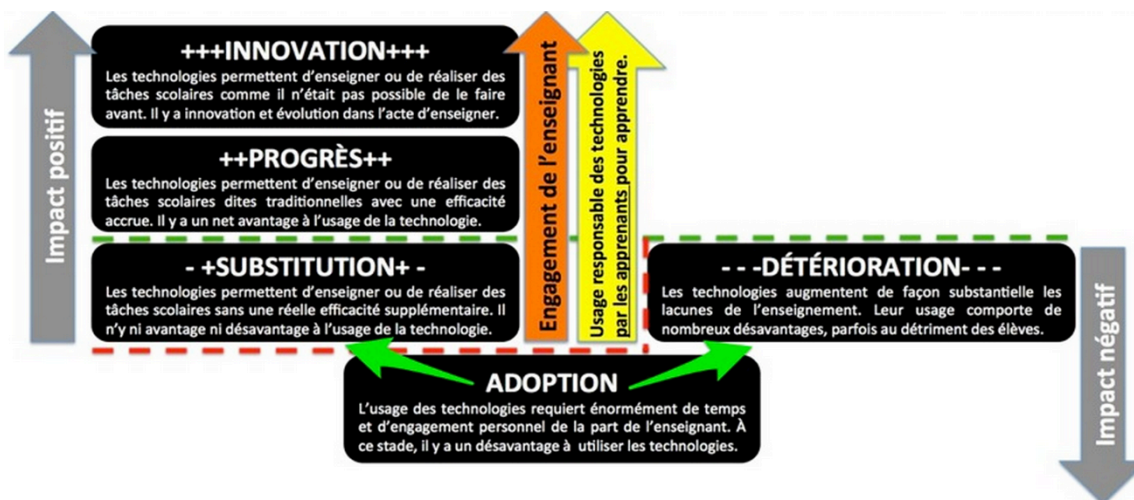 Impact positif
+++INNOVATION+++
Les technologies permettent d'enseigner ou de réaliser des
tâches scolaires comme il n'était pas possible de le faire
avant. Il y a innovation et évolution dans l'acte d'enseigner.
++PROGRÈS++
Les technologies permettent d'enseigner ou de réaliser des
tâches scolaires dites traditionnelles avec une efficacité
accrue. Il y a un net avantage à l'usage de la technologie.
- +SUBSTITUTION+ -
Les technologies permettent d'enseigner ou de réaliser des
tâches scolaires sans une réelle efficacité supplémentaire. Il
n'y ni avantage ni désavantage à l'usage de la technologie.
Engagement de l'enseignant
Usage responsable des technologies
par les apprenants pour apprendre.
- - -DÉTÉRIORATION- - -
Les technologies augmentent de façon substantielle les
lacunes de l'enseignement. Leur usage comporte de
nombreux désavantages, parfois au détriment des élèves.
Impact négatif
ADOPTION
L'usage des technologies requiert énormément de temps
et d'engagement personnel de la part de l'enseignant. À
ce stade, il y a un désavantage à utiliser les technologies.